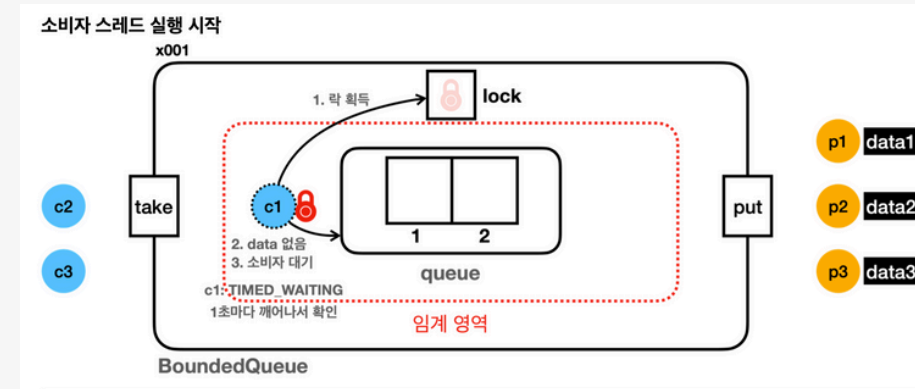 소비자 스레드 실행 시작
x001
1. 락 획득
lock
p1 data1
c2
take
c1
put
p2 data2
1 2
2. data 없음
3. 소비자 대기
queue
c3
p3 data3
c1: TIMED_WAITING
1초마다 깨어나서 확인
임계 영역
BoundedQueue